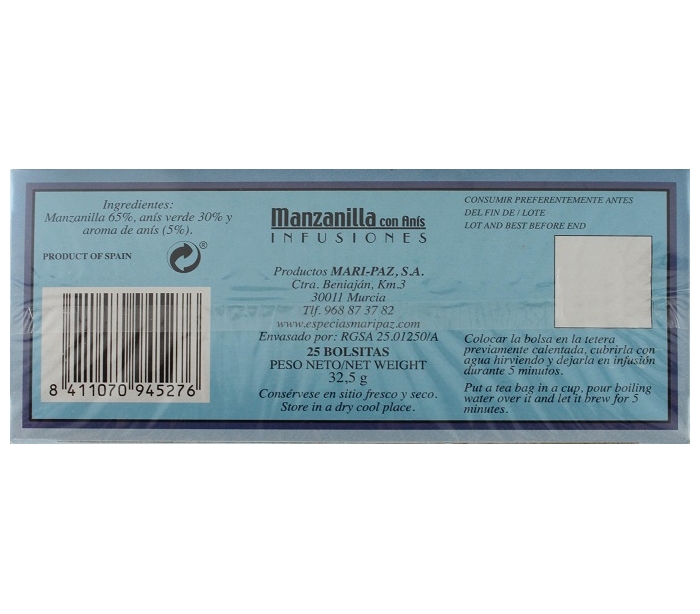 Ingredientes:
Manzanilla 65%, anís verde 30% y
aroma de anís (5%).
PRODUCT OF SPAIN
®
8 411070 945276
Manzanilla con Anís
INFUSIONES
Productos MARI-PAZ, S.A.
Ctra. Beniaján, Km.3
30011 Murcia
Tlf. 968 87 37 82
www.especiasmaripaz.com
Envasado por: RGSA 25.01250/A
25 BOLSITAS
PESO NETO/NET WEIGHT
32,5 g
Consérvese en sitio fresco y seco.
Store in a dry cool place.
CONSUMIR PREFERENTEMENTE ANTES
DEL FIN DE / LOTE
LOT AND BEST BEFORE END
Colocar la bolsa en la tetera
previamente calentada, cubrirla con
agua hirviendo y dejarla en infusión
durante 5 minutos.
Put a tea bag in a cup, pour boiling
water over it and let it brew for 5
minutes.